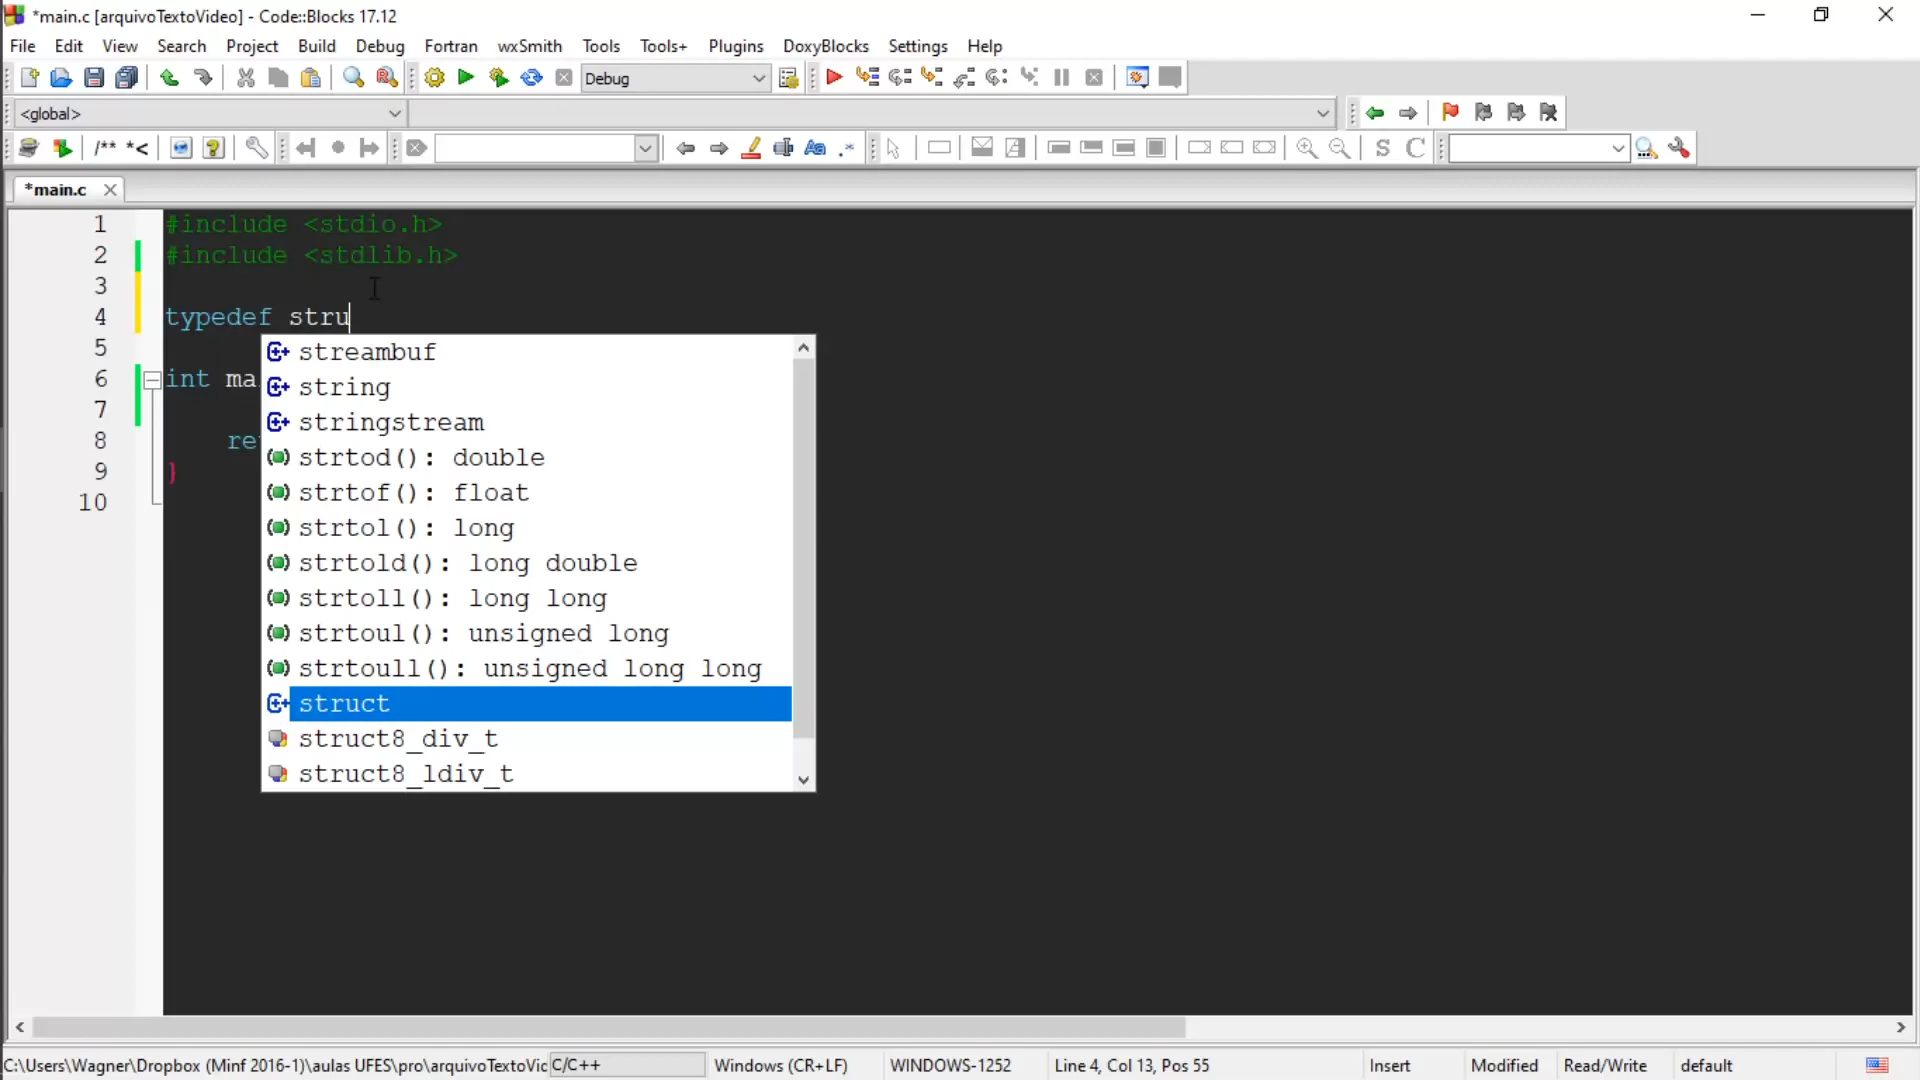 *main.c [arquivoTextoVideo] - Code::Blocks 17.12
File Edit View Search Project Build Debug Fortran wxSmith Tools Tools+ Plugins DoxyBlocks Settings Help
Debug
<global>
/** *<
S C
*main.c
1 #include <stdio.h>
2 #include <stdlib.h>
3
4 typedef stru
5
6 int ma
7
8 re
9 }
10
streambuf
string
stringstream
strtod(): double
strtof(): float
strtol(): long
strtold(): long double
strtoll(): long long
strtoul(): unsigned long
strtoull(): unsigned long long
struct
struct8_div_t
struct8_ldiv_t
C:\Users\Wagner\Dropbox (Minf 2016-1)\aulas UFES\pro\arquivoTextoVic C/C++ Windows (CR+LF) WINDOWS-1252 Line 4, Col 13, Pos 55 Insert Modified Read/Write default